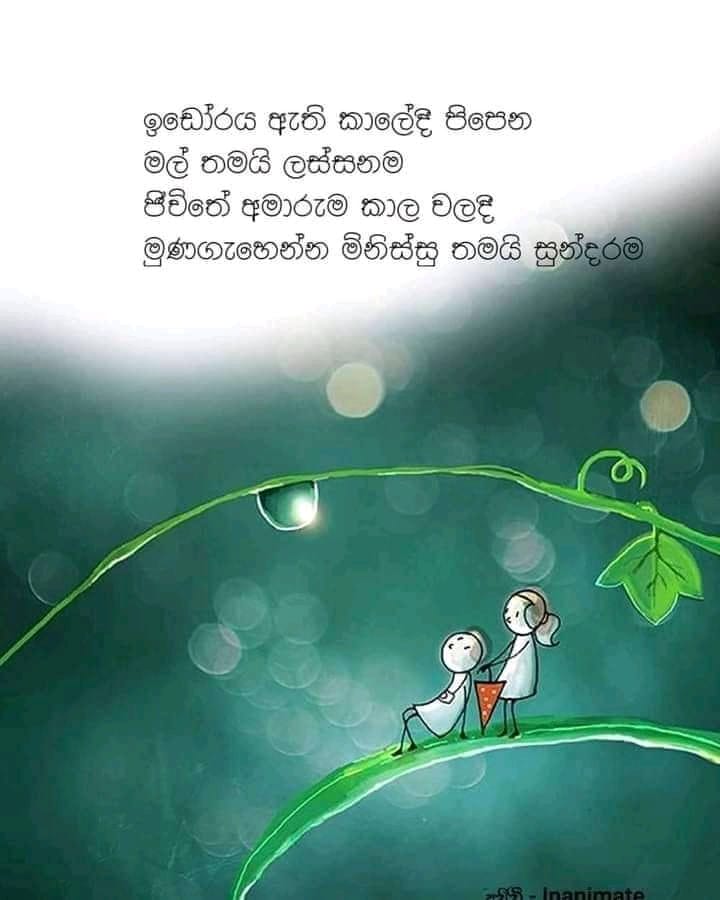 ඉඩෝරය ඇති කාලේදී පිපෙන
මල් තමයි ලස්සනම
ජීවිතේ අමාරුම කාල වලදී
මුණගැහෙන්න මිනිස්සු තමයි සුන්දරම
- Inanimate